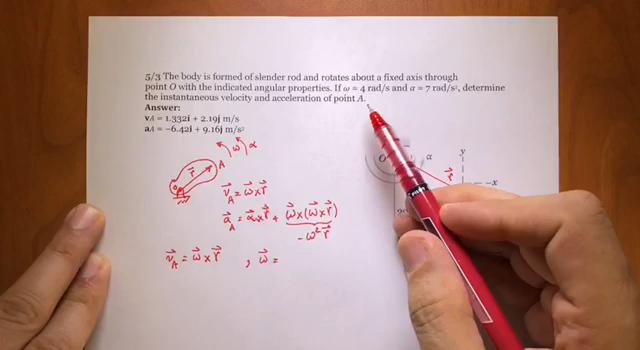 5/3 The body is formed of slender rod and rotates about a fixed axis through
point O with the indicated angular properties. If ω = 4 rad/s and α = 7 rad/s², determine
the instantaneous velocity and acceleration of point A.
Answer:
vA = 1.332i + 2.19j m/s
aA = −6.42i + 9.16j m/s²
r⃗ A ω α
O
v⃗A = ω⃗ x r⃗
a⃗A = α⃗ x r⃗ + ω⃗ x (ω⃗ x r⃗)
-ω² r⃗
v⃗A = ω⃗ x r⃗ , ω⃗ =
O α y
r⃗ -x